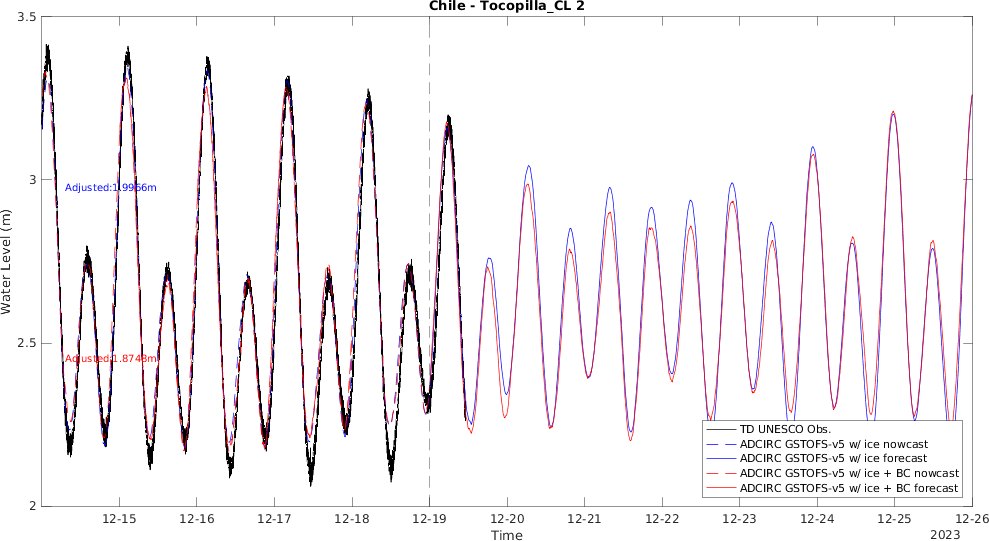 Chile - Tocopilla_CL 2
3.5
3
2.5
2
Water Level (m)
Adjusted:1.9966m
Adjusted:1.8748m
TD UNESCO Obs.
ADCIRC GSTOFS-v5 w/ ice nowcast
ADCIRC GSTOFS-v5 w/ ice forecast
ADCIRC GSTOFS-v5 w/ ice + BC nowcast
ADCIRC GSTOFS-v5 w/ ice + BC forecast
12-15 12-16 12-17 12-18 12-19 12-20 12-21 12-22 12-23 12-24 12-25 12-26
Time
2023